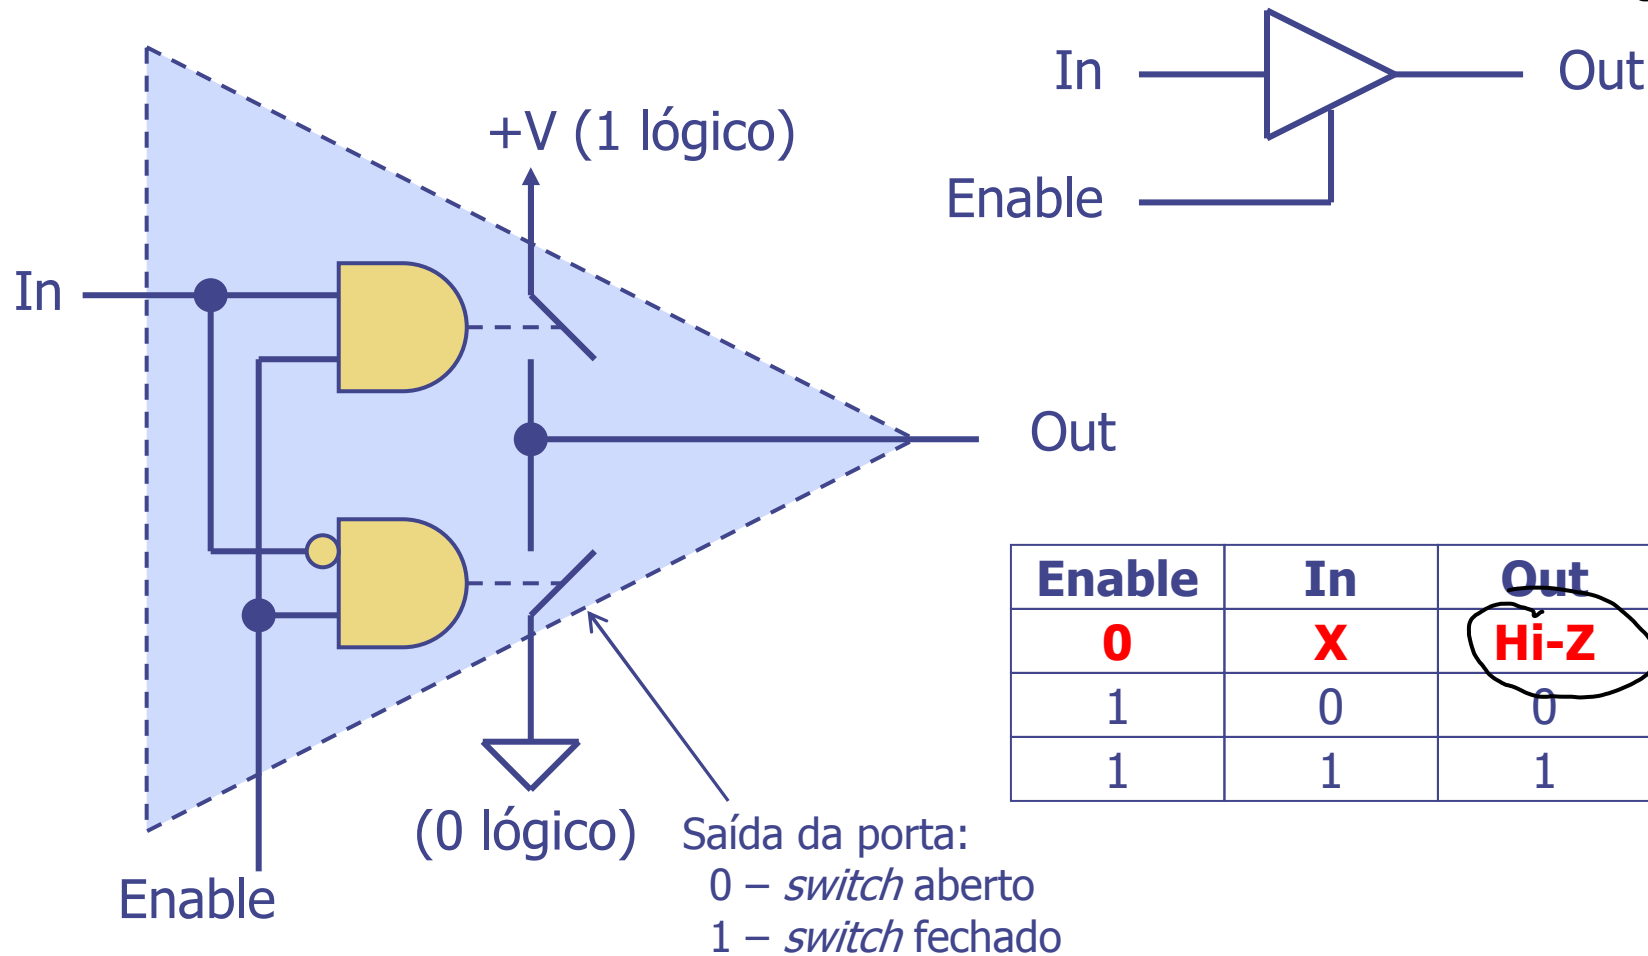 In
Out
Enable
+V (1 lógico)
In
Out
Enable In Out
0 X Hi-Z
1 0 0
1 1 1
(0 lógico)
Enable
Saída da porta:
0 – switch aberto
1 – switch fechado